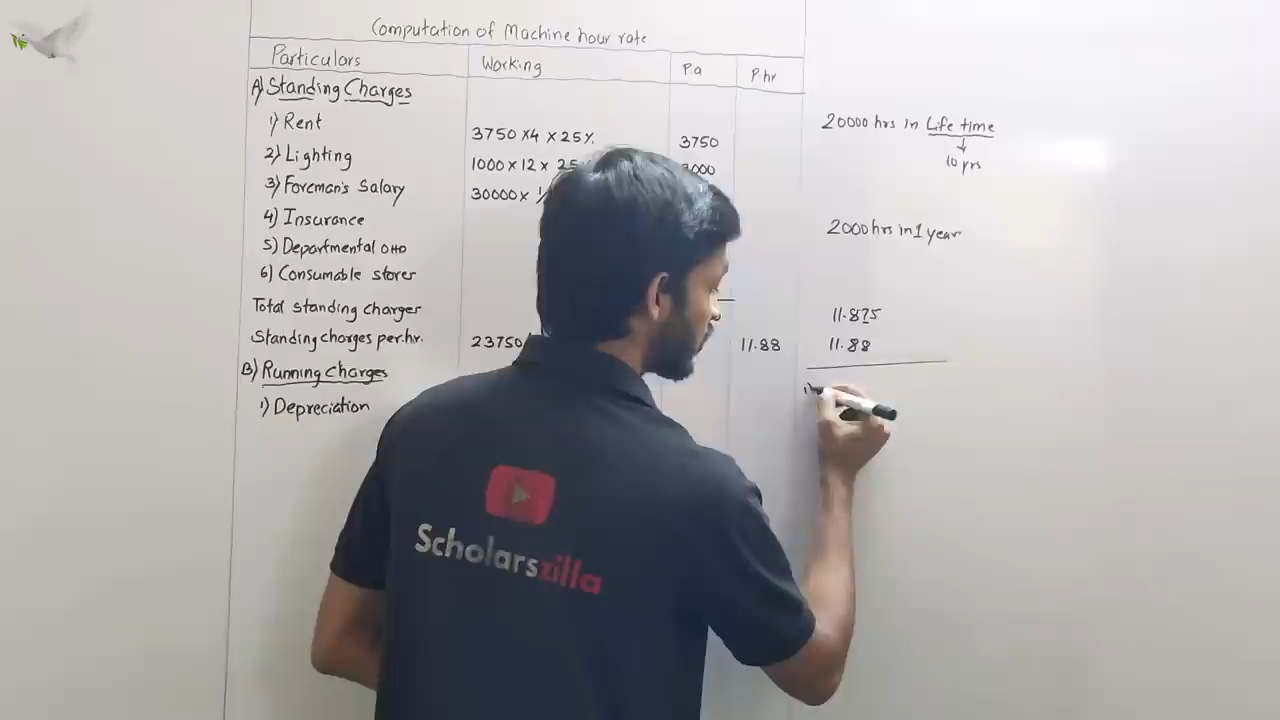 Computation of Machine hour rate
Particulars Working P.a P.hr
A) Standing Charges
1) Rent 3750 x4 x 25% 3750
2) Lighting 1000 x 12 x 25 3000
3) Foreman's Salary 30000 x
4) Insurance
5) Departmental OHD
6) Consumable stores
Total standing charges
Standing charges per.hr. 23750/ 11.88
B) Running Charges
1) Depreciation
20000 hrs in Life time
↓
10 yrs
2000 hrs in 1 year
11.875
11.88
1)
Scholarszilla